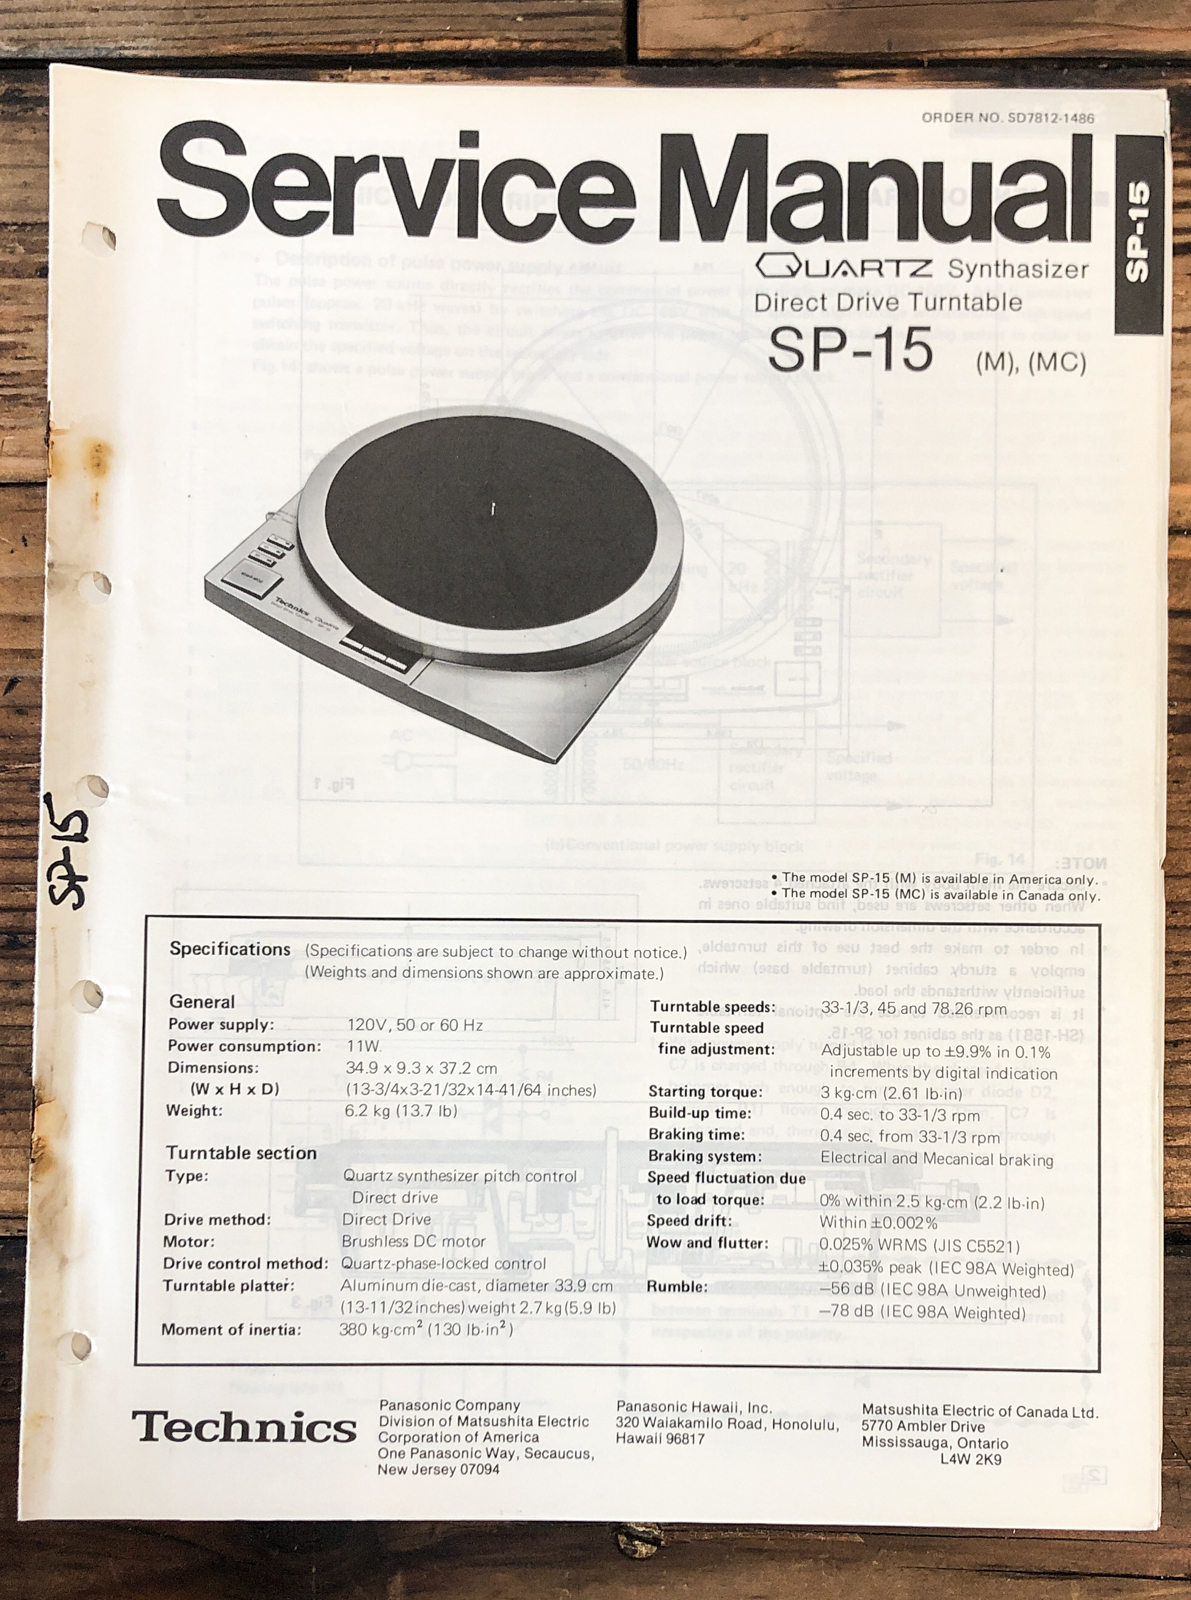 ORDER NO. SD7812-1486
Service Manual
SP-15
QUARTZ Synthasizer
Direct Drive Turntable
SP-15 (M), (MC)
Technics
SP-15
• The model SP-15 (M) is available in America only.
• The model SP-15 (MC) is available in Canada only.
Specifications (Specifications are subject to change without notice.)
(Weights and dimensions shown are approximate.)
General
Power supply: 120V, 50 or 60 Hz
Power consumption: 11W.
Dimensions: 34.9 x 9.3 x 37.2 cm
(W x H x D) (13-3/4x3-21/32x14-41/64 inches)
Weight: 6.2 kg (13.7 lb)
Turntable section
Type: Quartz synthesizer pitch control
Direct drive
Drive method: Direct Drive
Motor: Brushless DC motor
Drive control method: Quartz-phase-locked control
Turntable platter: Aluminum die-cast, diameter 33.9 cm
(13-11/32 inches) weight 2.7 kg (5.9 lb)
Moment of inertia: 380 kg·cm² (130 lb·in²)
Turntable speeds: 33-1/3, 45 and 78.26 rpm
Turntable speed
fine adjustment: Adjustable up to ±9.9% in 0.1%
increments by digital indication
Starting torque: 3 kg·cm (2.61 lb·in)
Build-up time: 0.4 sec. to 33-1/3 rpm
Braking time: 0.4 sec. from 33-1/3 rpm
Braking system: Electrical and Mecanical braking
Speed fluctuation due
to load torque: 0% within 2.5 kg·cm (2.2 lb·in)
Speed drift: Within ±0.002%
Wow and flutter: 0.025% WRMS (JIS C5521)
±0.035% peak (IEC 98A Weighted)
Rumble: −56 dB (IEC 98A Unweighted)
−78 dB (IEC 98A Weighted)
Technics
Panasonic Company
Division of Matsushita Electric
Corporation of America
One Panasonic Way, Secaucus,
New Jersey 07094
Panasonic Hawaii, Inc.
320 Waiakamilo Road, Honolulu,
Hawaii 96817
Matsushita Electric of Canada Ltd.
5770 Ambler Drive
Mississauga, Ontario
L4W 2K9